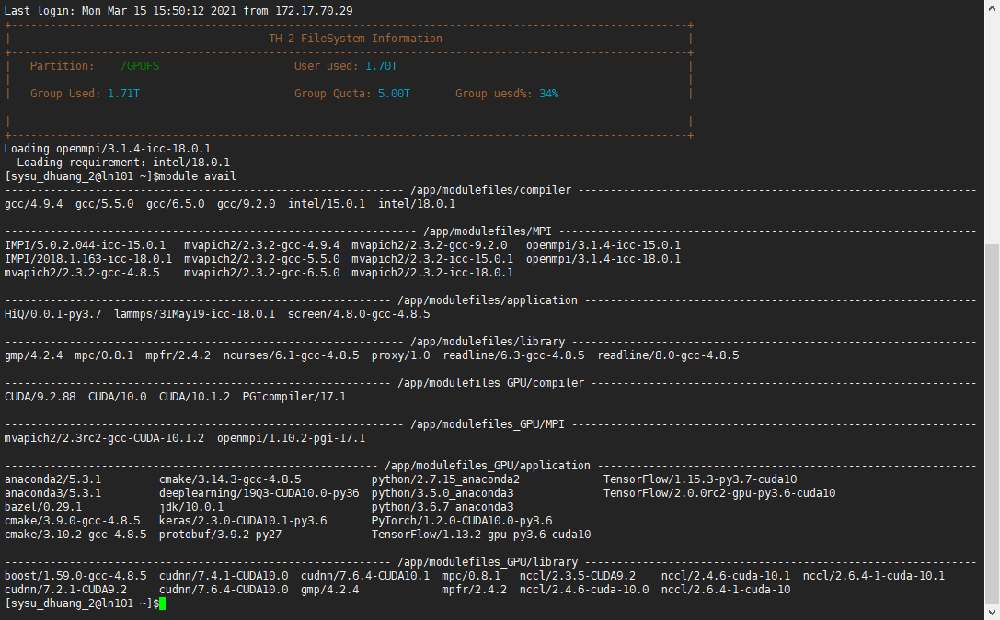 Last login: Mon Mar 15 15:50:12 2021 from 172.17.70.29
+---------------------------------------------------------------------------------------------------------+
| TH-2 FileSystem Information |
+---------------------------------------------------------------------------------------------------------+
| Partition: /GPUFS User used: 1.70T |
| |
| Group Used: 1.71T Group Quota: 5.00T Group uesd%: 34% |
| |
+---------------------------------------------------------------------------------------------------------+
Loading openmpi/3.1.4-icc-18.0.1
Loading requirement: intel/18.0.1
[sysu_dhuang_2@ln101 ~]$module avail
-------------------------------------------------------------- /app/modulefiles/compiler --------------------------------------------------------------
gcc/4.9.4 gcc/5.5.0 gcc/6.5.0 gcc/9.2.0 intel/15.0.1 intel/18.0.1
---------------------------------------------------------------- /app/modulefiles/MPI -----------------------------------------------------------------
IMPI/5.0.2.044-icc-15.0.1 mvapich2/2.3.2-gcc-4.9.4 mvapich2/2.3.2-gcc-9.2.0 openmpi/3.1.4-icc-15.0.1
IMPI/2018.1.163-icc-18.0.1 mvapich2/2.3.2-gcc-5.5.0 mvapich2/2.3.2-icc-15.0.1 openmpi/3.1.4-icc-18.0.1
mvapich2/2.3.2-gcc-4.8.5 mvapich2/2.3.2-gcc-6.5.0 mvapich2/2.3.2-icc-18.0.1
------------------------------------------------------------ /app/modulefiles/application -------------------------------------------------------------
HiQ/0.0.1-py3.7 lammps/31May19-icc-18.0.1 screen/4.8.0-gcc-4.8.5
-------------------------------------------------------------- /app/modulefiles/library ---------------------------------------------------------------
gmp/4.2.4 mpc/0.8.1 mpfr/2.4.2 ncurses/6.1-gcc-4.8.5 proxy/1.0 readline/6.3-gcc-4.8.5 readline/8.0-gcc-4.8.5
------------------------------------------------------------ /app/modulefiles_GPU/compiler ------------------------------------------------------------
CUDA/9.2.88 CUDA/10.0 CUDA/10.1.2 PGIcompiler/17.1
-------------------------------------------------------------- /app/modulefiles_GPU/MPI ---------------------------------------------------------------
mvapich2/2.3rc2-gcc-CUDA-10.1.2 openmpi/1.10.2-pgi-17.1
----------------------------------------------------------- /app/modulefiles_GPU/application ----------------------------------------------------------
anaconda2/5.3.1 cmake/3.14.3-gcc-4.8.5 python/2.7.15_anaconda2 TensorFlow/1.15.3-py3.7-cuda10
anaconda3/5.3.1 deeplearning/19Q3-CUDA10.0-py36 python/3.5.0_anaconda3 TensorFlow/2.0.0rc2-gpu-py3.6-cuda10
bazel/0.29.1 jdk/10.0.1 python/3.6.7_anaconda3
cmake/3.9.0-gcc-4.8.5 keras/2.3.0-CUDA10.1-py3.6 PyTorch/1.2.0-CUDA10.0-py3.6
cmake/3.10.2-gcc-4.8.5 protobuf/3.9.2-py27 TensorFlow/1.13.2-gpu-py3.6-cuda10
------------------------------------------------------------ /app/modulefiles_GPU/library -------------------------------------------------------------
boost/1.59.0-gcc-4.8.5 cudnn/7.4.1-CUDA10.0 cudnn/7.6.4-CUDA10.1 mpc/0.8.1 nccl/2.3.5-CUDA9.2 nccl/2.4.6-cuda-10.1 nccl/2.6.4-1-cuda-10.1
cudnn/7.2.1-CUDA9.2 cudnn/7.6.4-CUDA10.0 gmp/4.2.4 mpfr/2.4.2 nccl/2.4.6-cuda-10.0 nccl/2.6.4-1-cuda-10
[sysu_dhuang_2@ln101 ~]$